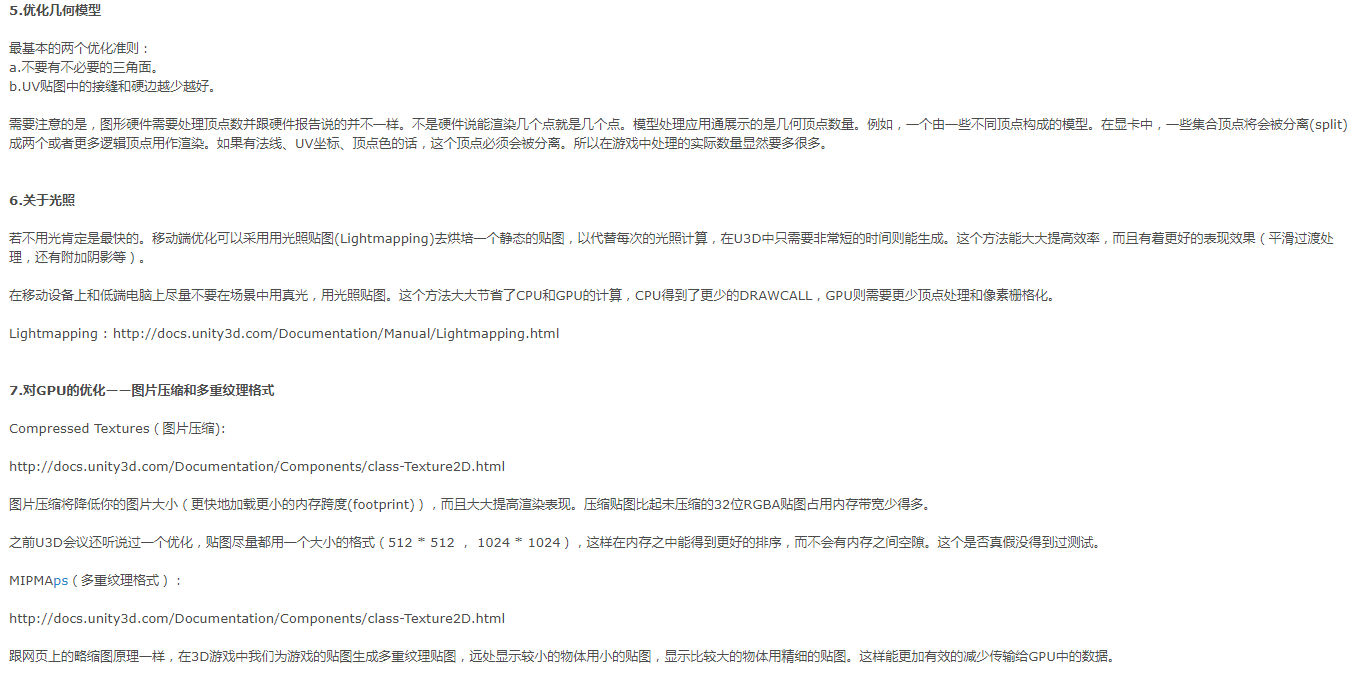 5.优化几何模型
最基本的两个优化准则：
a.不要有不必要的三角面。
b.UV贴图中的接缝和硬边越少越好。
需要注意的是，图形硬件需要处理顶点数并跟硬件报告说的并不一样。不是硬件说能渲染几个点就是几个点。模型处理应用通展示的是几何顶点数量。例如，一个由一些不同顶点构成的模型。在显卡中，一些集合顶点将会被分离(split)
成两个或者更多逻辑顶点用作渲染。如果有法线、UV坐标、顶点色的话，这个顶点必须会被分离。所以在游戏中处理的实际数量显然要多很多。
6.关于光照
若不用光肯定是最快的。移动端优化可以采用用光照贴图(Lightmapping)去烘培一个静态的贴图，以代替每次的光照计算，在U3D中只需要非常短的时间则能生成。这个方法能大大提高效率，而且有着更好的表现效果（平滑过渡处
理，还有附加阴影等）。
在移动设备上和低端电脑上尽量不要在场景中用真光，用光照贴图。这个方法大大节省了CPU和GPU的计算，CPU得到了更少的DRAWCALL，GPU则需要更少顶点处理和像素栅格化。
Lightmapping : http://docs.unity3d.com/Documentation/Manual/Lightmapping.html
7.对GPU的优化——图片压缩和多重纹理格式
Compressed Textures（图片压缩):
http://docs.unity3d.com/Documentation/Components/class-Texture2D.html
图片压缩将降低你的图片大小（更快地加载更小的内存跨度(footprint)），而且大大提高渲染表现。压缩贴图比起未压缩的32位RGBA贴图占用内存带宽少得多。
之前U3D会议还听说过一个优化，贴图尽量都用一个大小的格式（512 * 512 ， 1024 * 1024），这样在内存之中能得到更好的排序，而不会有内存之间空隙。这个是否真假没得到过测试。
MIPMAps（多重纹理格式）：
http://docs.unity3d.com/Documentation/Components/class-Texture2D.html
跟网页上的略缩图原理一样，在3D游戏中我们为游戏的贴图生成多重纹理贴图，远处显示较小的物体用小的贴图，显示比较大的物体用精细的贴图。这样能更加有效的减少传输给GPU中的数据。